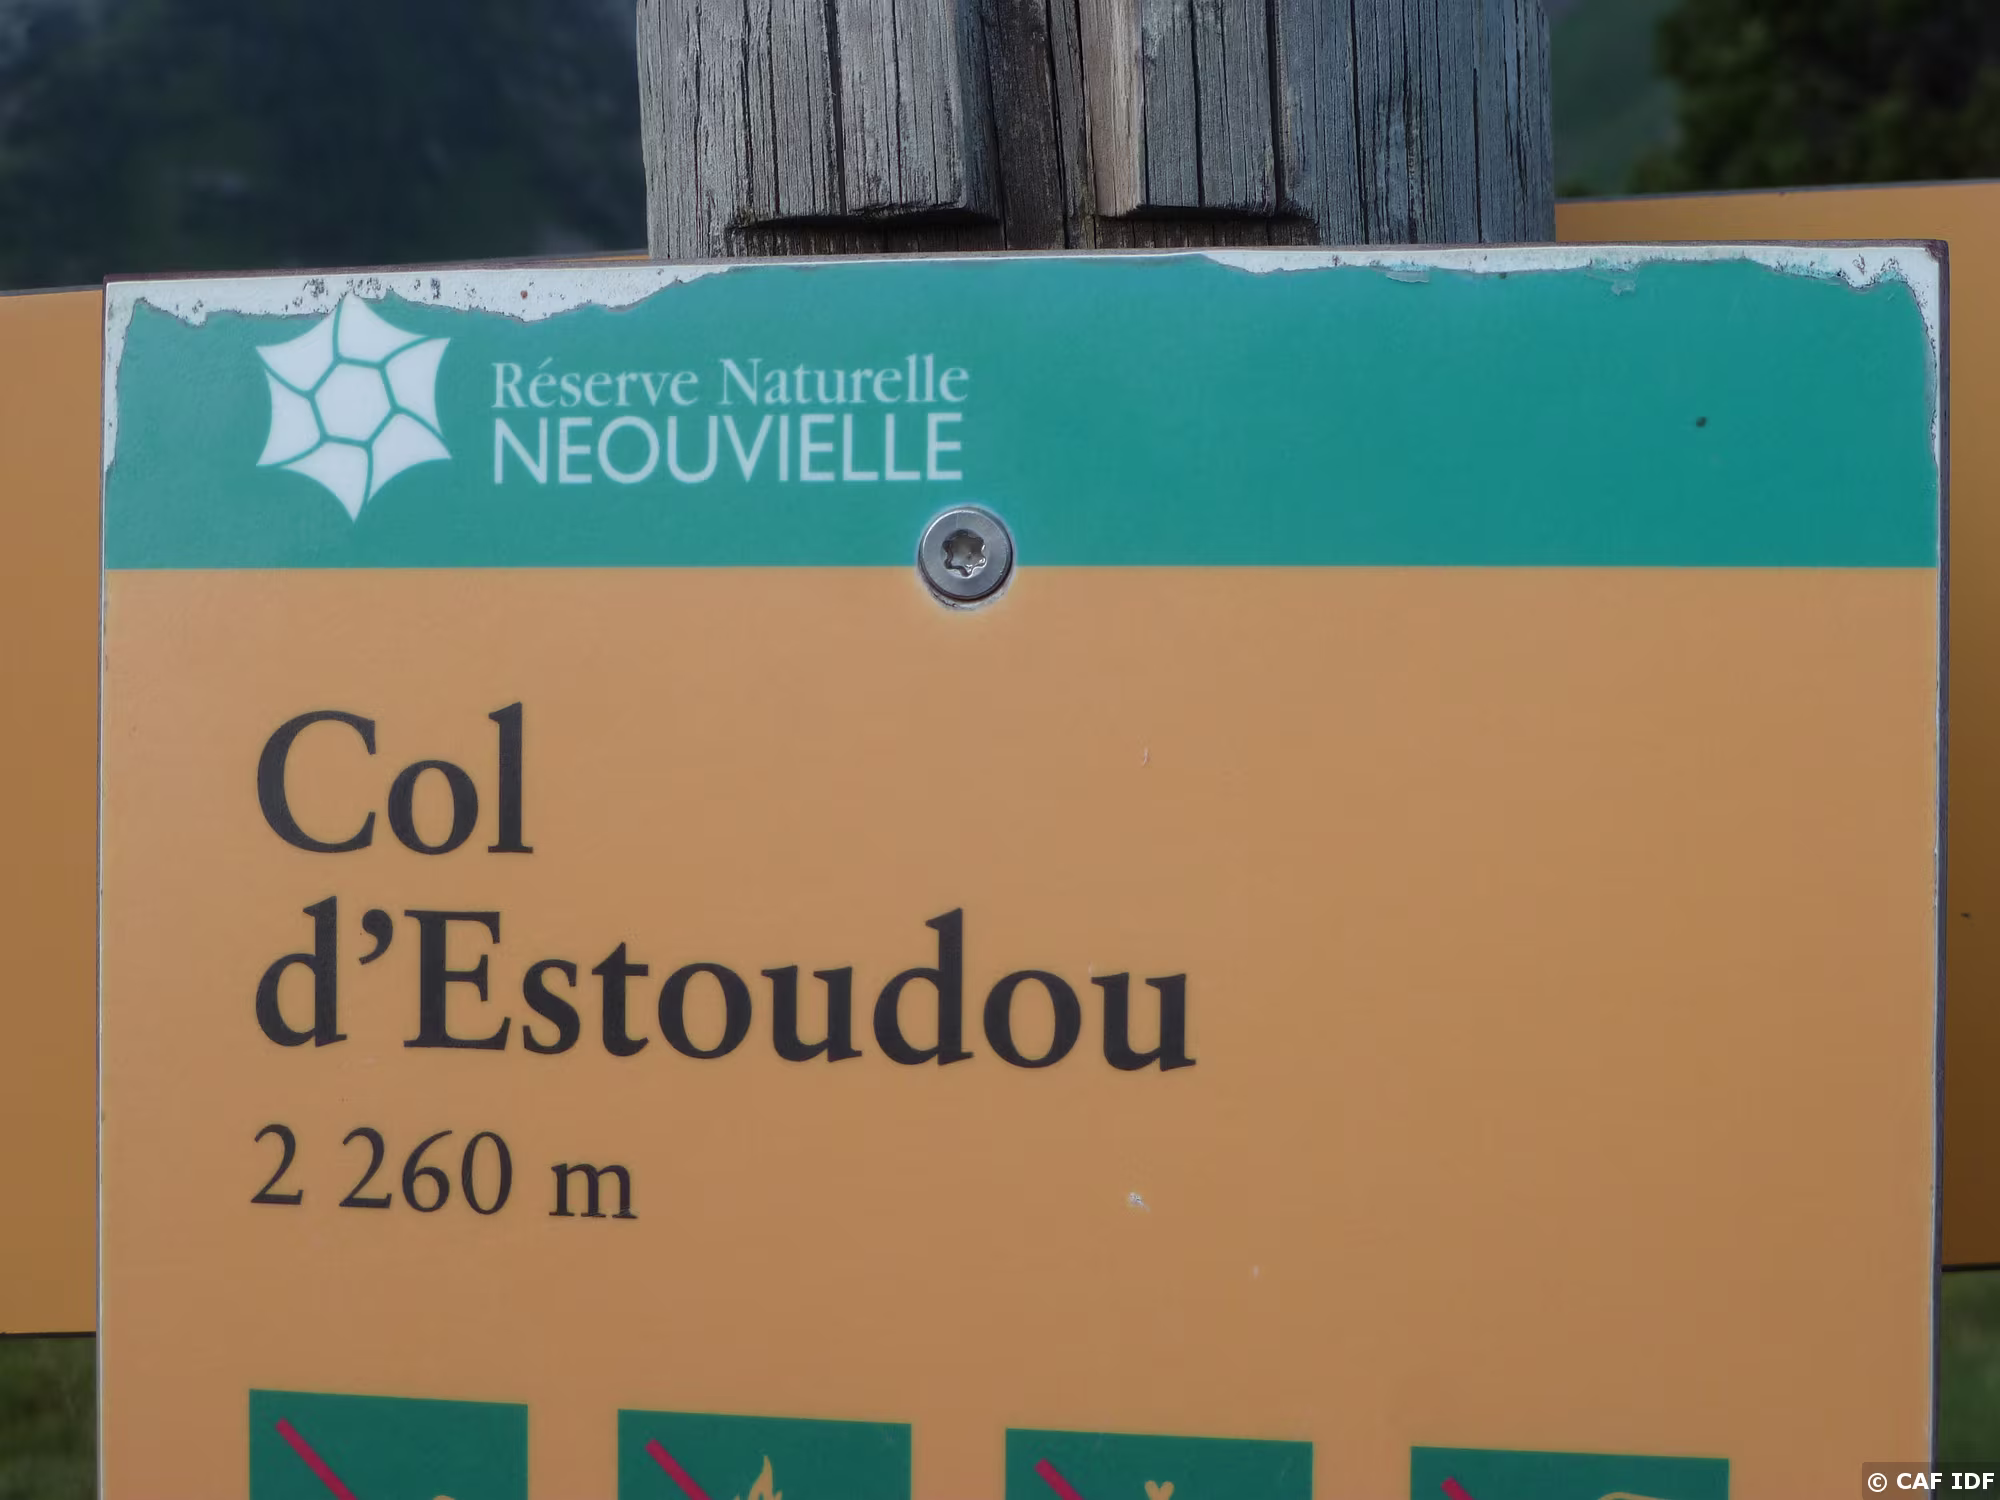 Réserve Naturelle
NEOUVIELLE
Col
d’Estoudou
2 260 m
© CAF IDF